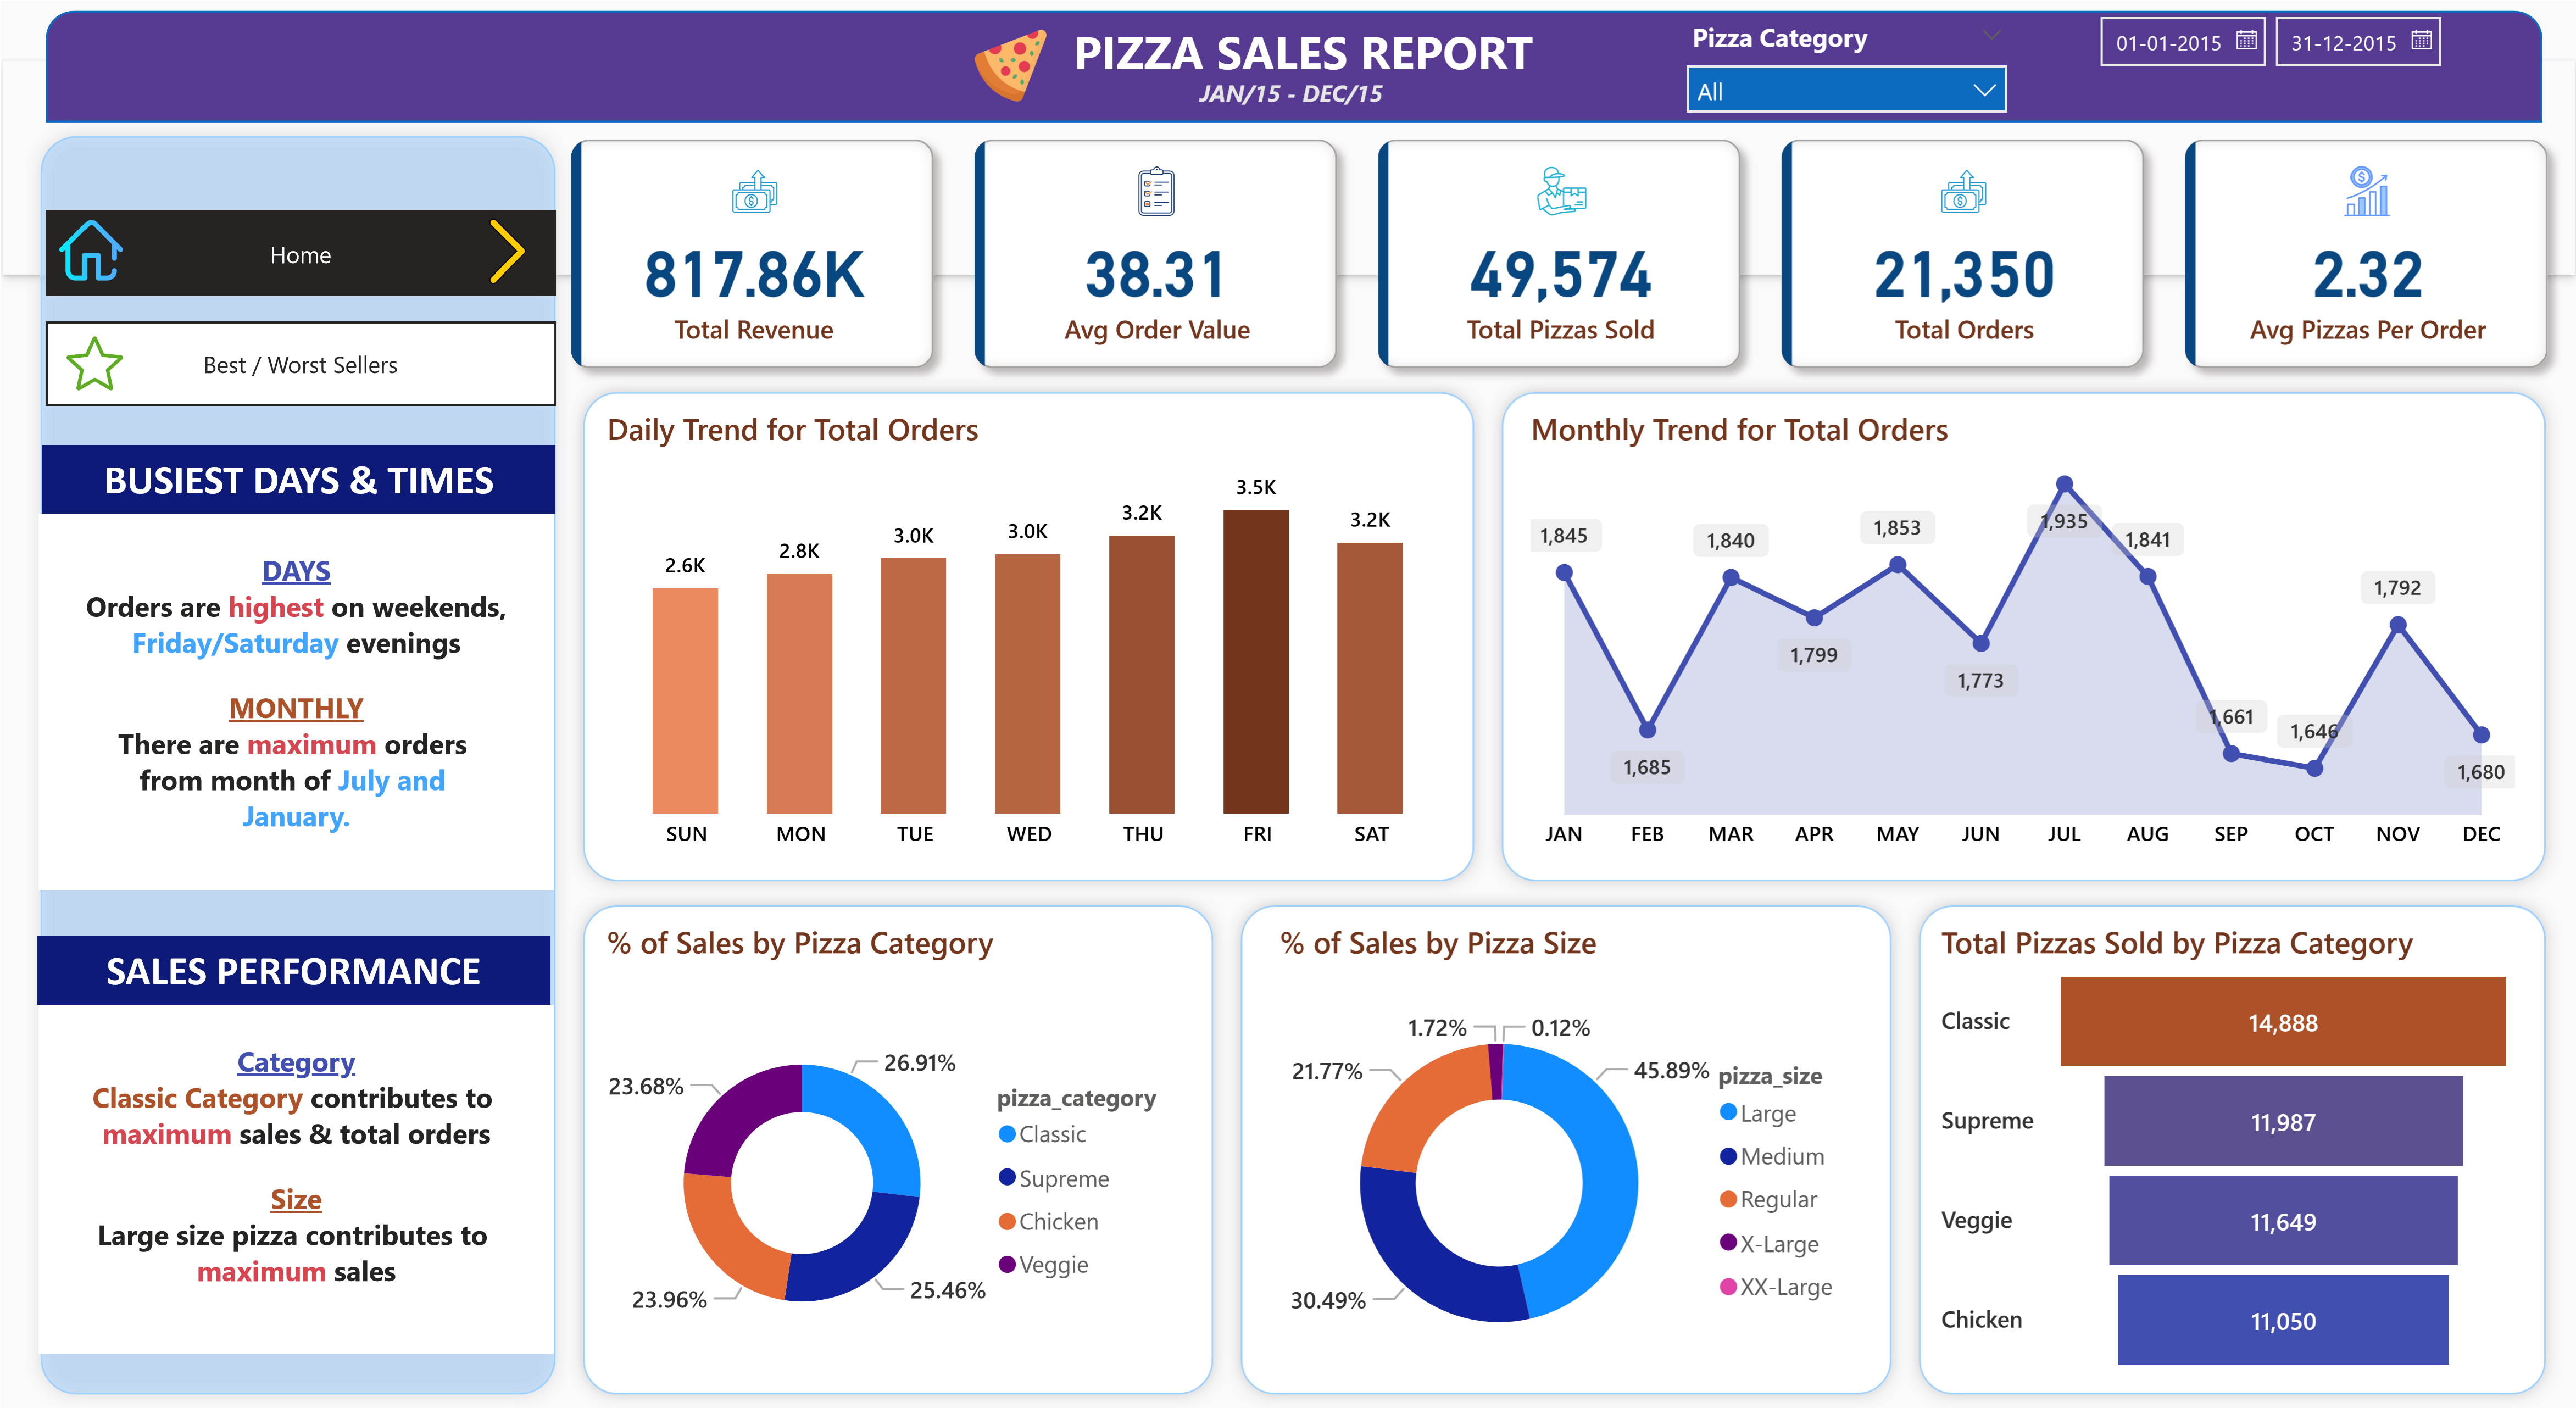 PIZZA SALES REPORT
JAN/15 - DEC/15
Pizza Category
All
01-01-2015
31-12-2015
Home
Best / Worst Sellers
BUSIEST DAYS & TIMES
DAYS
Orders are highest on weekends,
Friday/Saturday evenings
MONTHLY
There are maximum orders
from month of July and
January.
SALES PERFORMANCE
Category
Classic Category contributes to
maximum sales & total orders
Size
Large size pizza contributes to
maximum sales
817.86K
Total Revenue
38.31
Avg Order Value
49,574
Total Pizzas Sold
21,350
Total Orders
2.32
Avg Pizzas Per Order
Daily Trend for Total Orders
2.6K
2.8K
3.0K
3.0K
3.2K
3.5K
3.2K
SUN MON TUE WED THU FRI SAT
Monthly Trend for Total Orders
1,845
1,685
1,840
1,799
1,853
1,773
1,935
1,841
1,661
1,646
1,792
1,680
JAN FEB MAR APR MAY JUN JUL AUG SEP OCT NOV DEC
% of Sales by Pizza Category
26.91%
25.46%
23.96%
23.68%
pizza_category
Classic
Supreme
Chicken
Veggie
% of Sales by Pizza Size
1.72%
0.12%
21.77%
45.89%
30.49%
pizza_size
Large
Medium
Regular
X-Large
XX-Large
Total Pizzas Sold by Pizza Category
Classic 14,888
Supreme 11,987
Veggie 11,649
Chicken 11,050